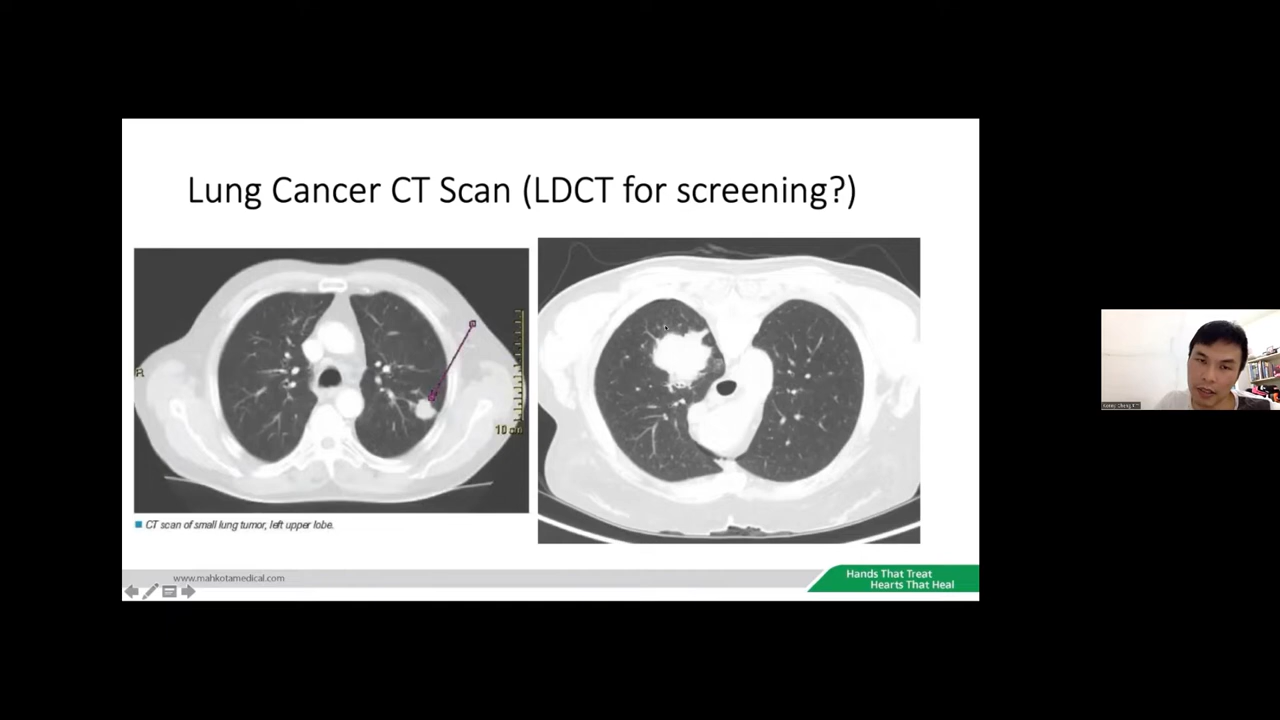 Lung Cancer CT Scan (LDCT for screening?)
R
10 cm
CT scan of small lung tumor, left upper lobe.
www.mahkotamedical.com
Hands That Treat
Hearts That Heal